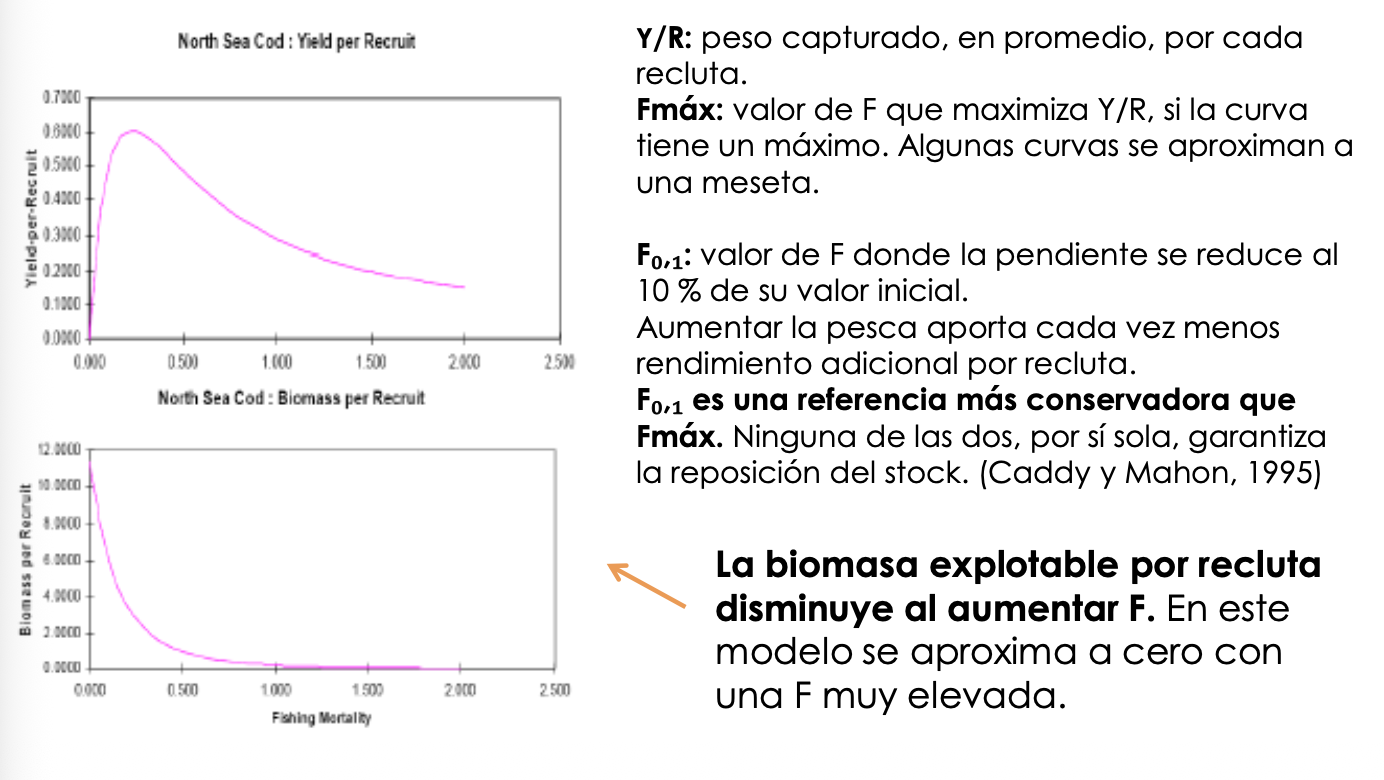 North Sea Cod : Yield per Recruit
0.7000
0.6000
0.5000
0.4000
0.3000
0.2000
0.1000
0.0000
Yield-per-Recruit
0.000 0.500 1.000 1.500 2.000 2.500
North Sea Cod : Biomass per Recruit
12.0000
10.0000
8.0000
6.0000
4.0000
2.0000
0.0000
Biomass per Recruit
0.000 0.500 1.000 1.500 2.000 2.500
Fishing Mortality
Y/R: peso capturado, en promedio, por cada
recluta.
Fmáx: valor de F que maximiza Y/R, si la curva
tiene un máximo. Algunas curvas se aproximan a
una meseta.
F₀,₁: valor de F donde la pendiente se reduce al
10 % de su valor inicial.
Aumentar la pesca aporta cada vez menos
rendimiento adicional por recluta.
F₀,₁ es una referencia más conservadora que
Fmáx. Ninguna de las dos, por sí sola, garantiza
la reposición del stock. (Caddy y Mahon, 1995)
La biomasa explotable por recluta
disminuye al aumentar F. En este
modelo se aproxima a cero con
una F muy elevada.